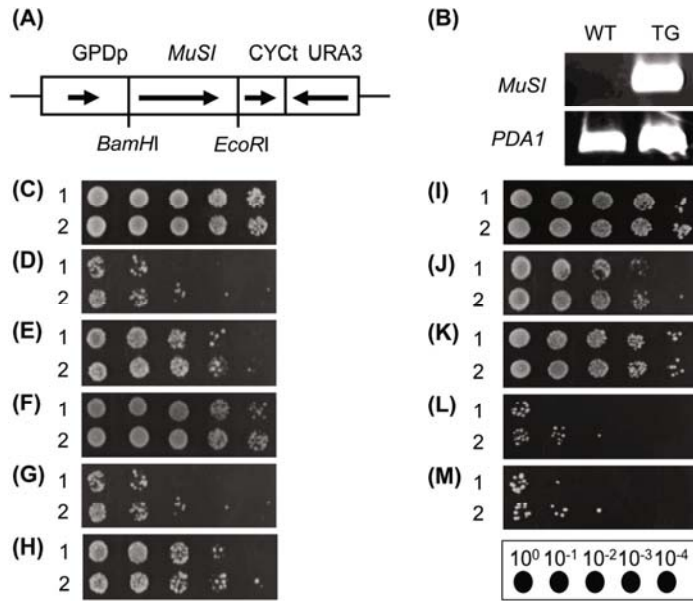 (A)
GPDp MuSI CYCt URA3
BamHI EcoRI
(B)
WT TG
MuSI
PDA1
(C) 1
2
(D) 1
2
(E) 1
2
(F) 1
2
(G) 1
2
(H) 1
2
(I) 1
2
(J) 1
2
(K) 1
2
(L) 1
2
(M) 1
2
10⁰ 10⁻¹ 10⁻² 10⁻³ 10⁻⁴